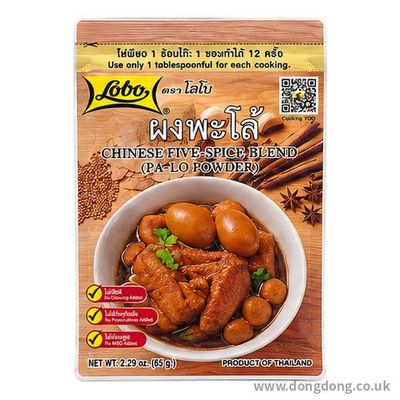 ใช้เพียง 1 ช้อนโต๊ะ 1 ซองทำได้ 12 ครั้ง
Use only 1 tablespoonful for each cooking.
Lobo
ตราโลโบ
ผงพะโล้
CHINESE FIVE-SPICE BLEND
(PA-LO POWDER)
No Colouring Added
No Preservatives Added
No MSG Added
NET. WT. 2.29 oz. (65 g.)
PRODUCT OF THAILAND
www.dongdong.co.uk